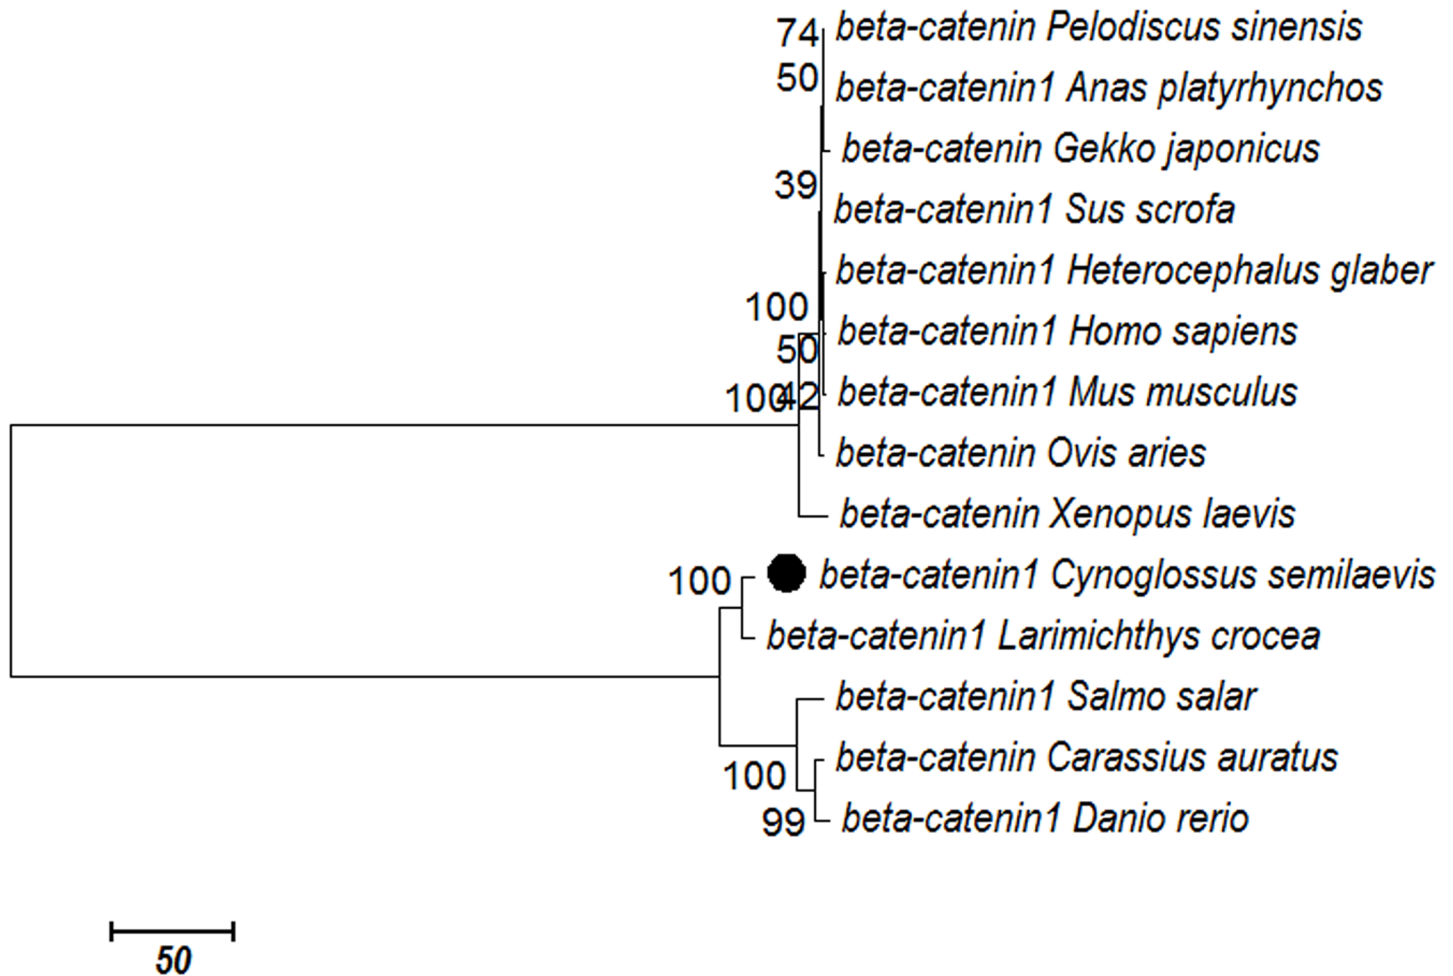 74 beta-catenin Pelodiscus sinensis
50
beta-catenin1 Anas platyrhynchos
beta-catenin Gekko japonicus
39
beta-catenin1 Sus scrofa
beta-catenin1 Heterocephalus glaber
100
beta-catenin1 Homo sapiens
50
beta-catenin1 Mus musculus
100
42
beta-catenin Ovis aries
beta-catenin Xenopus laevis
100 beta-catenin1 Cynoglossus semilaevis
beta-catenin1 Larimichthys crocea
beta-catenin1 Salmo salar
beta-catenin Carassius auratus
100
99 beta-catenin1 Danio rerio
50